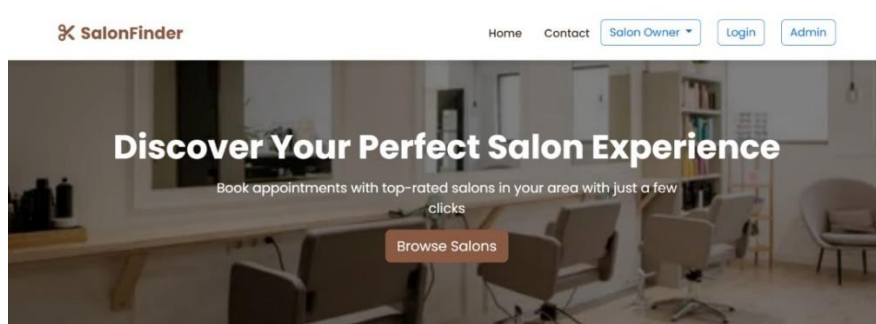 SalonFinder
Home Contact Salon Owner Login Admin
Discover Your Perfect Salon Experience
Book appointments with top-rated salons in your area with just a few
clicks
Browse Salons